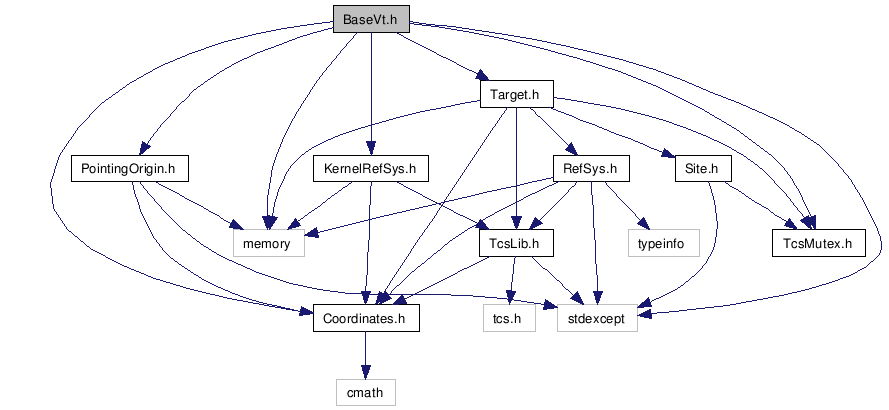 BaseVt.h
Target.h
PointingOrigin.h
KernelRefSys.h
RefSys.h
Site.h
memory
TcsLib.h
typeinfo
TcsMutex.h
Coordinates.h
tcs.h
stdexcept
cmath